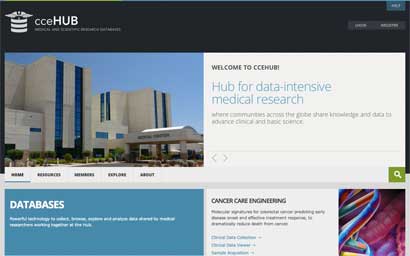 HELP
cceHUB
MEDICAL AND SCIENTIFIC RESEARCH DATABASES
LOGIN REGISTER
WELCOME TO CCEHUB!
Hub for data-intensive
medical research
where communities across the globe share knowledge and data to
advance clinical and basic science.
MEDICAL CENTER
HOME RESOURCES MEMBERS EXPLORE ABOUT
DATABASES
Powerful technology to collect, browse, explore and analyze data shared by medical
researchers working together at the hub.
CANCER CARE ENGINEERING
Molecular signatures for colorectal cancer predicting early
disease onset and effective treatment response, to
dramatically reduce death from cancer.
Clinical Data Collection →
Clinical Data Viewer →
Sample Acquisition →